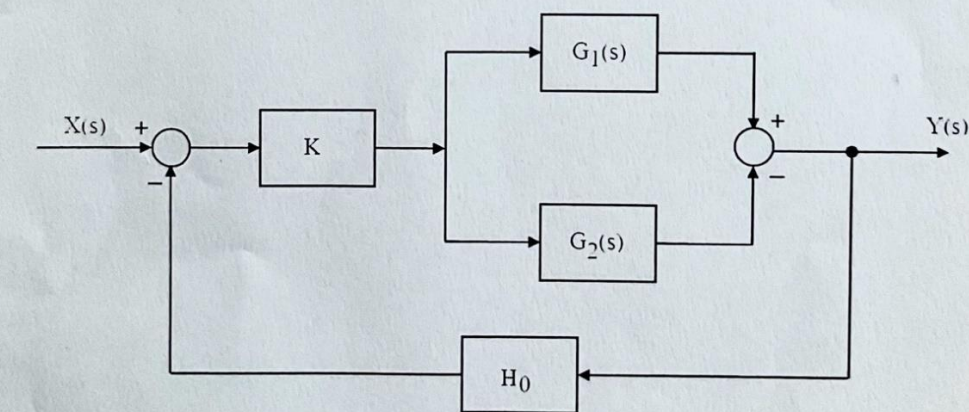 G₁(s)
X(s)
+
K
+
Y(s)
−
−
G₂(s)
H₀